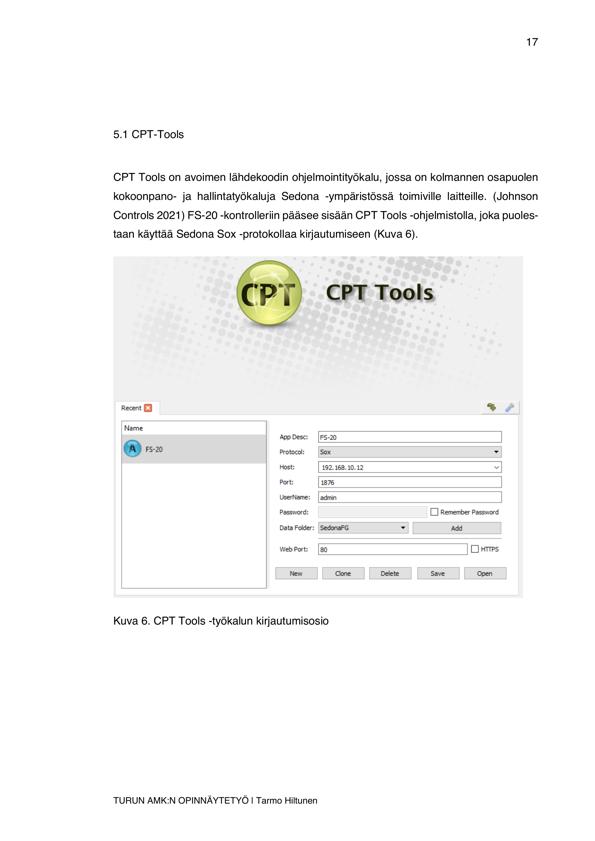 17
5.1 CPT-Tools
CPT Tools on avoimen lähdekoodin ohjelmointityökalu, jossa on kolmannen osapuolen
kokoonpano- ja hallintatyökaluja Sedona -ympäristössä toimiville laitteille. (Johnson
Controls 2021) FS-20 -kontrolleriin pääsee sisään CPT Tools -ohjelmistolla, joka puoles-
taan käyttää Sedona Sox -protokollaa kirjautumiseen (Kuva 6).
CPT CPT Tools
Recent
Name
FS-20
App Desc: FS-20
Protocol: Sox
Host: 192.168.10.12
Port: 1876
UserName: admin
Password: Remember Password
Data Folder: SedonaFG Add
Web Port: 80 HTTPS
New Clone Delete Save Open
Kuva 6. CPT Tools -työkalun kirjautumisosio
TURUN AMK:N OPINNÄYTETYÖ | Tarmo Hiltunen